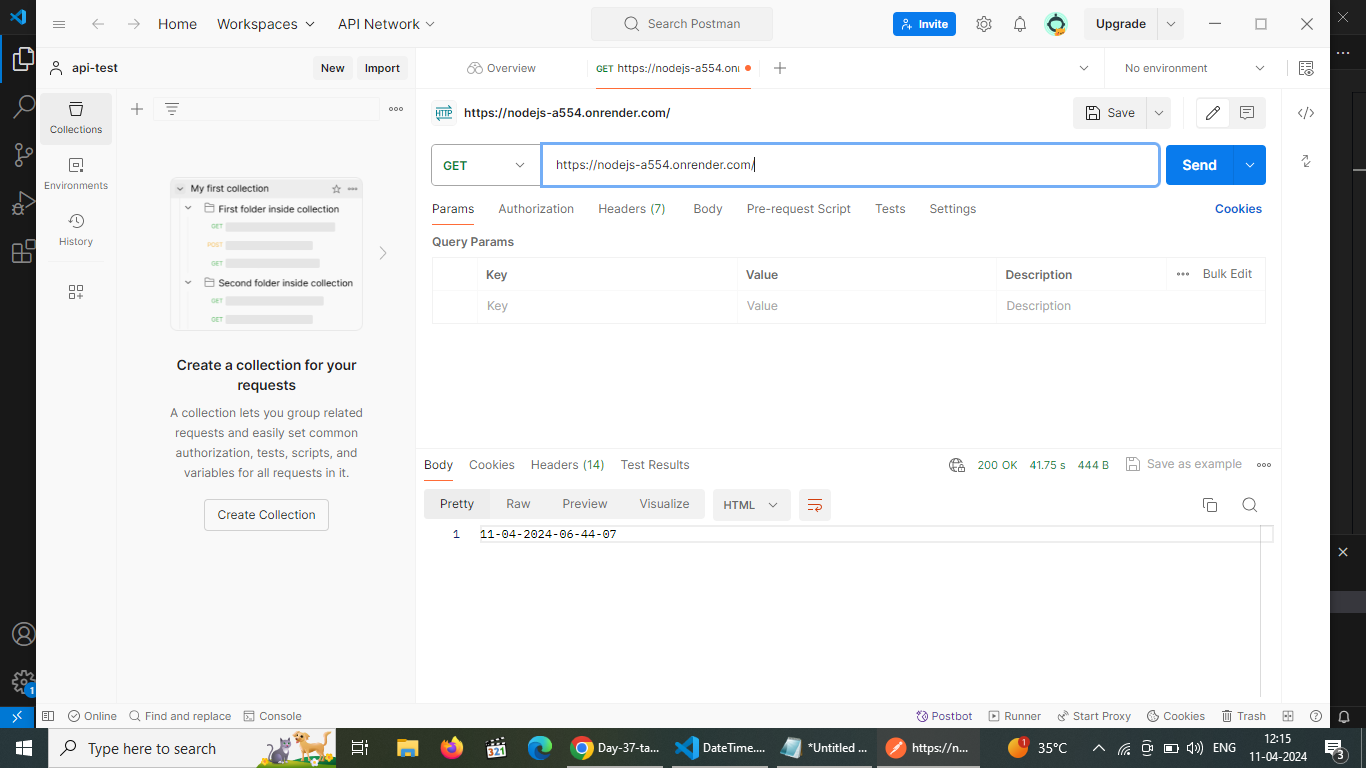 Home
Workspaces
API Network
Search Postman
Invite
Upgrade
api-test
New
Import
Overview
GET https://nodejs-a554.onr
No environment
Collections
Environments
History
My first collection
First folder inside collection
GET
POST
GET
Second folder inside collection
GET
GET
Create a collection for your
requests
A collection lets you group related
requests and easily set common
authorization, tests, scripts, and
variables for all requests in it.
Create Collection
HTTP
https://nodejs-a554.onrender.com/
Save
GET
https://nodejs-a554.onrender.com/
Send
Params
Authorization
Headers (7)
Body
Pre-request Script
Tests
Settings
Cookies
Query Params
Key
Value
Description
Bulk Edit
Key
Value
Description
Body
Cookies
Headers (14)
Test Results
200 OK
41.75 s
444 B
Save as example
Pretty
Raw
Preview
Visualize
HTML
1
11-04-2024-06-44-07
1
Online
Find and replace
Console
Postbot
Runner
Start Proxy
Cookies
Trash
Type here to search
321
Day-37-ta...
DateTime....
*Untitled ...
https://n...
1
35°C
ENG
12:15
11-04-2024
3